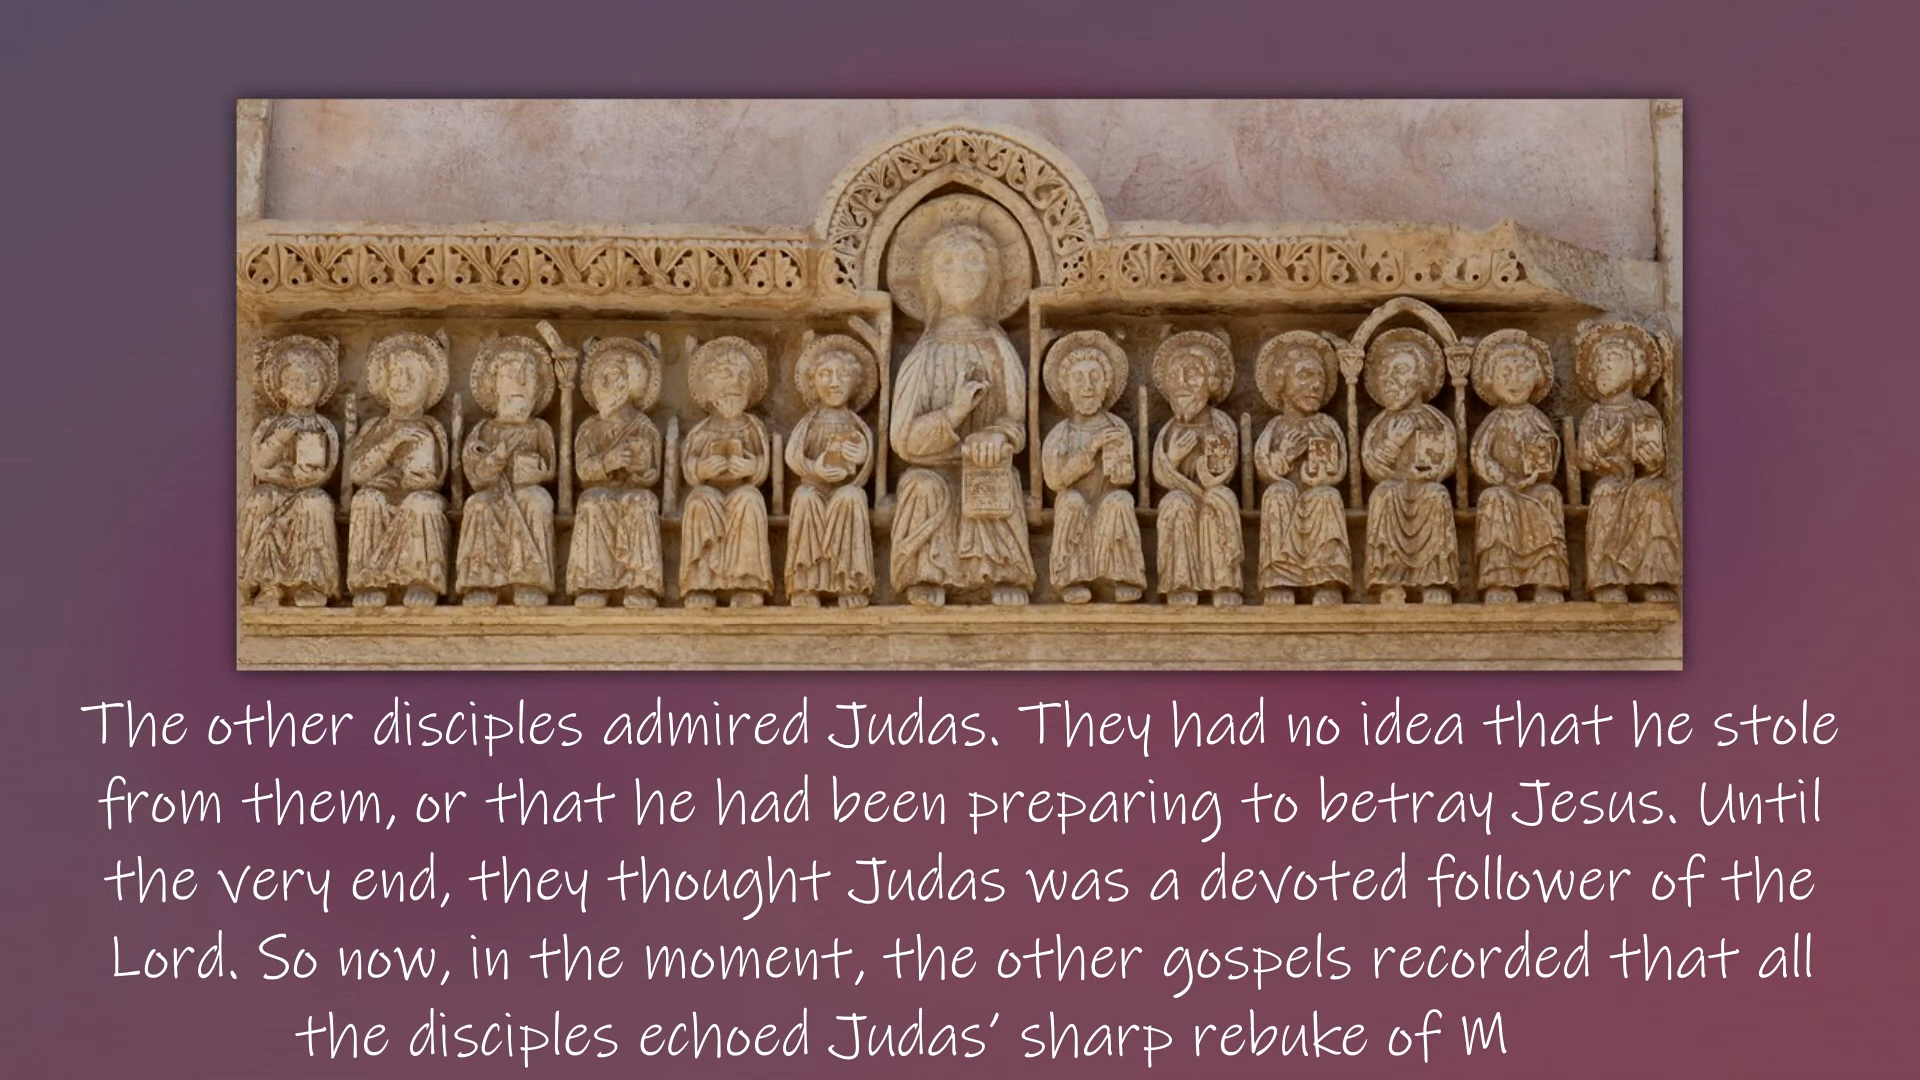 The other disciples admired Judas. They had no idea that he stole
from them, or that he had been preparing to betray Jesus. Until
the very end, they thought Judas was a devoted follower of the
Lord. So now, in the moment, the other gospels recorded that all
the disciples echoed Judas’ sharp rebuke of M